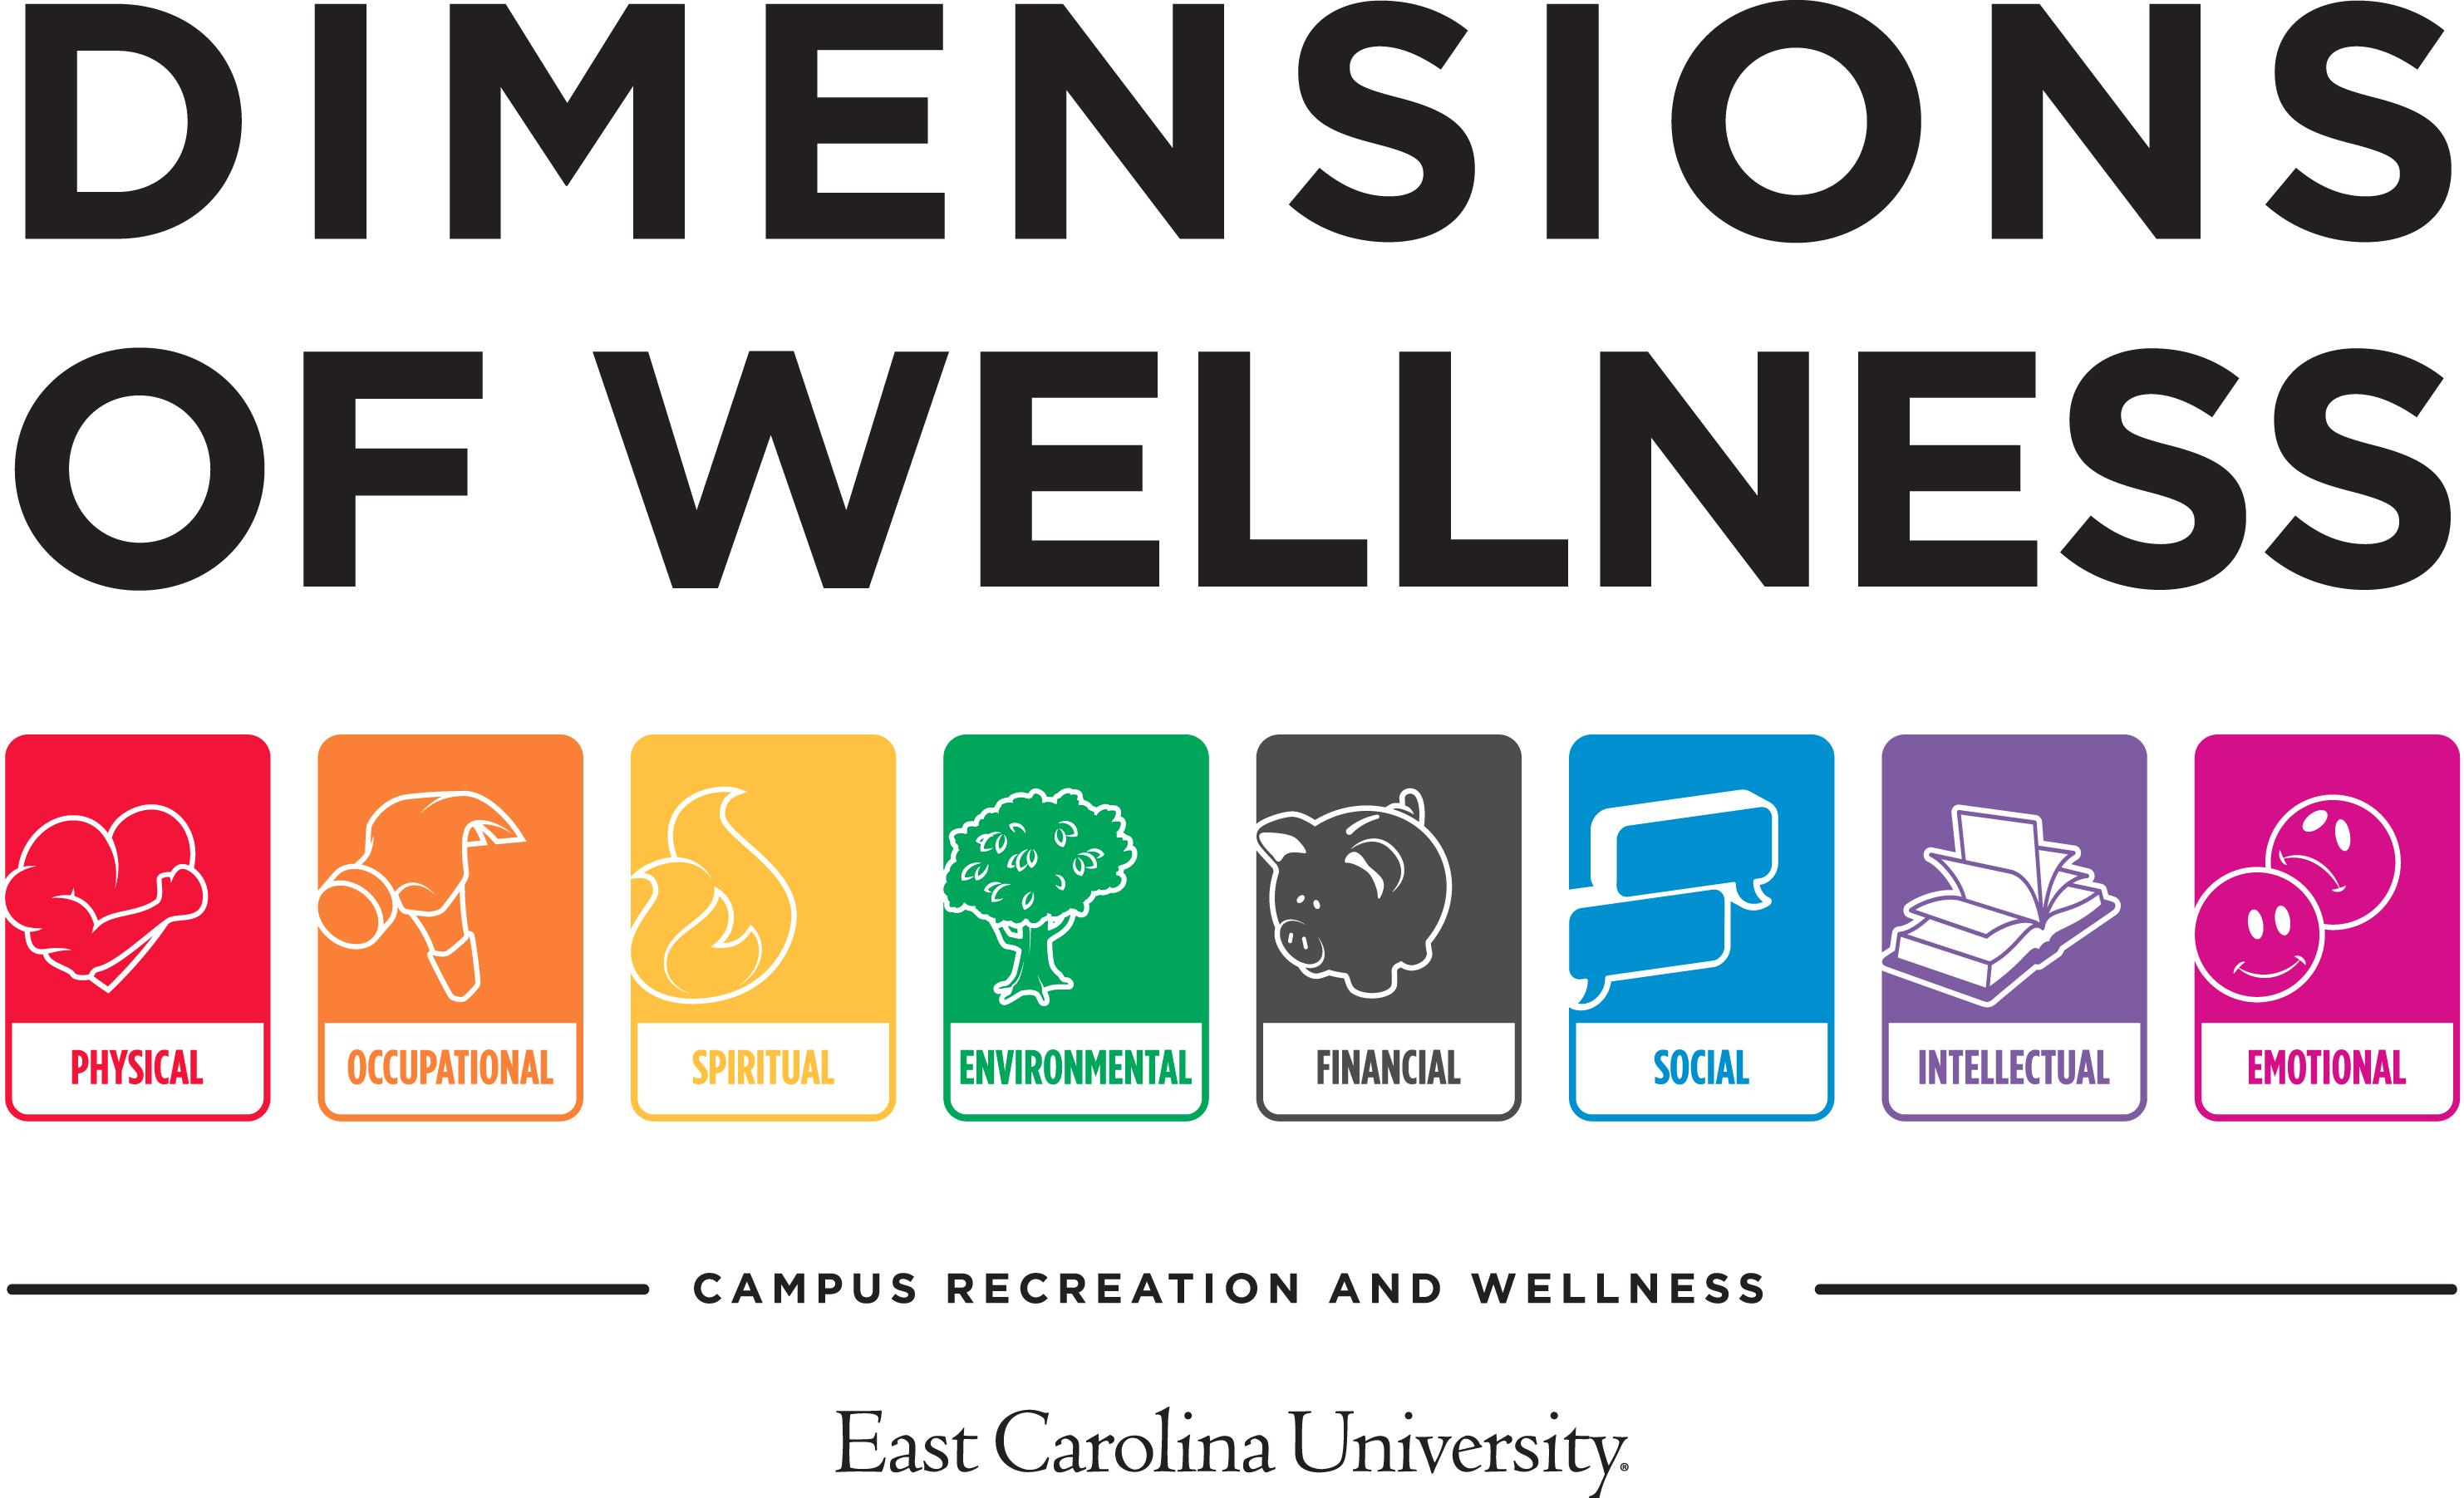 DIMENSIONS
OF WELLNESS
PHYSICAL
OCCUPATIONAL
SPIRITUAL
ENVIRONMENTAL
FINANCIAL
SOCIAL
INTELLECTUAL
EMOTIONAL
CAMPUS RECREATION AND WELLNESS
East Carolina University®